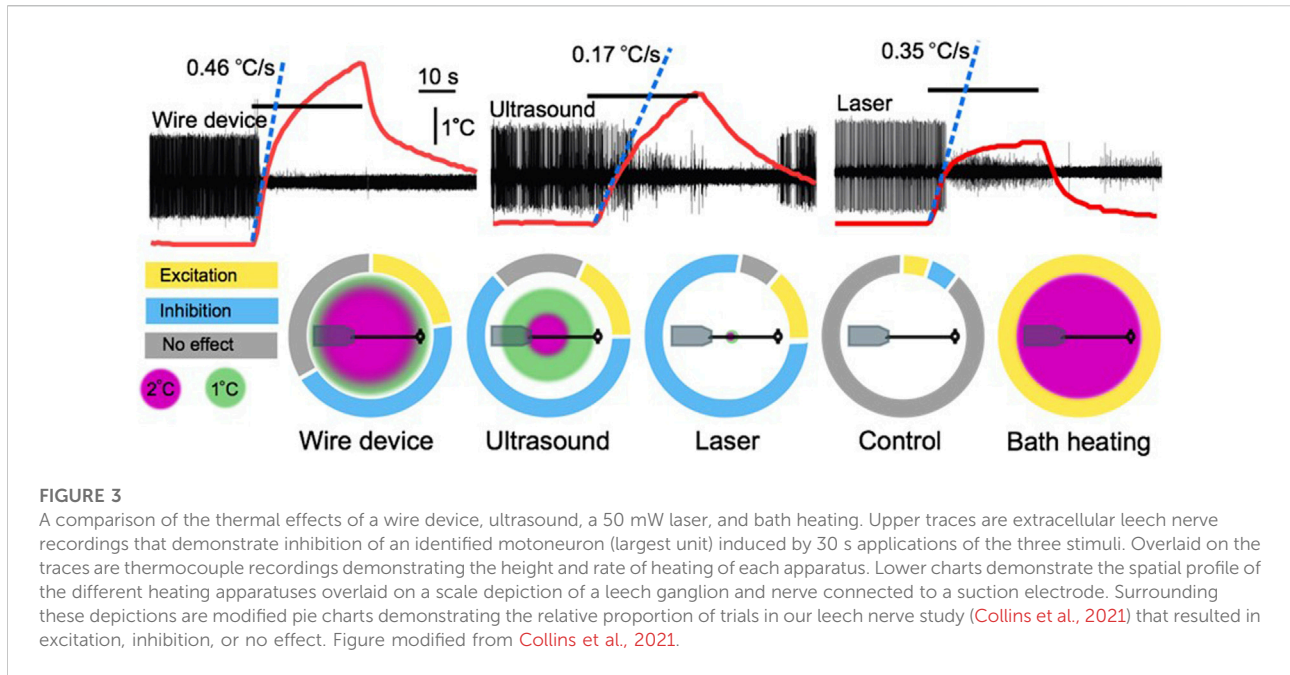 0.46 °C/s
0.17 °C/s
0.35 °C/s
10 s
1°C
Wire device
Ultrasound
Laser
Excitation
Inhibition
No effect
2°C
1°C
Wire device
Ultrasound
Laser
Control
Bath heating
FIGURE 3
A comparison of the thermal effects of a wire device, ultrasound, a 50 mW laser, and bath heating. Upper traces are extracellular leech nerve
recordings that demonstrate inhibition of an identified motoneuron (largest unit) induced by 30 s applications of the three stimuli. Overlaid on the
traces are thermocouple recordings demonstrating the height and rate of heating of each apparatus. Lower charts demonstrate the spatial profile of
the different heating apparatuses overlaid on a scale depiction of a leech ganglion and nerve connected to a suction electrode. Surrounding
these depictions are modified pie charts demonstrating the relative proportion of trials in our leech nerve study (Collins et al., 2021) that resulted in
excitation, inhibition, or no effect. Figure modified from Collins et al., 2021.